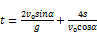 t = 2v₀sinα/g + 4s/v₀cosα